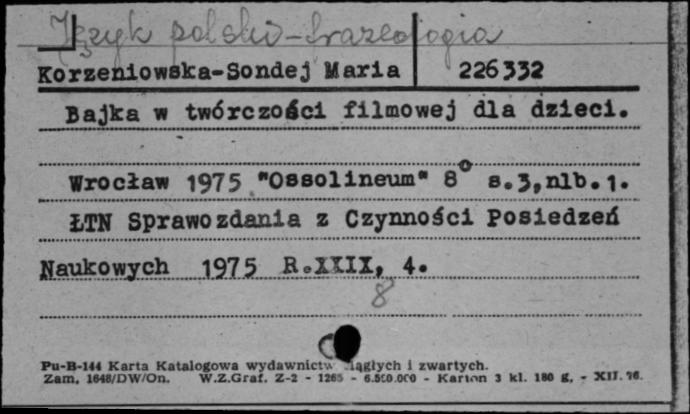 Język polski - frazeologia
Korzeniowska-Sondej Maria 226332
Bajka w twórczości filmowej dla dzieci.
Wrocław 1975 "Ossolineum" 8° s.3,nlb.1.
ŁTN Sprawozdania z Czynności Posiedzeń
Naukowych 1975 R.XXIX, 4.
8
Pu-B-144 Karta Katalogowa wydawnictw ciągłych i zwartych.
Zam. 1648/DW/On. W.Z.Graf. Z-2 - 1265 - 6.500.000 - Karton 3 kl. 180 g. - XII. 76.